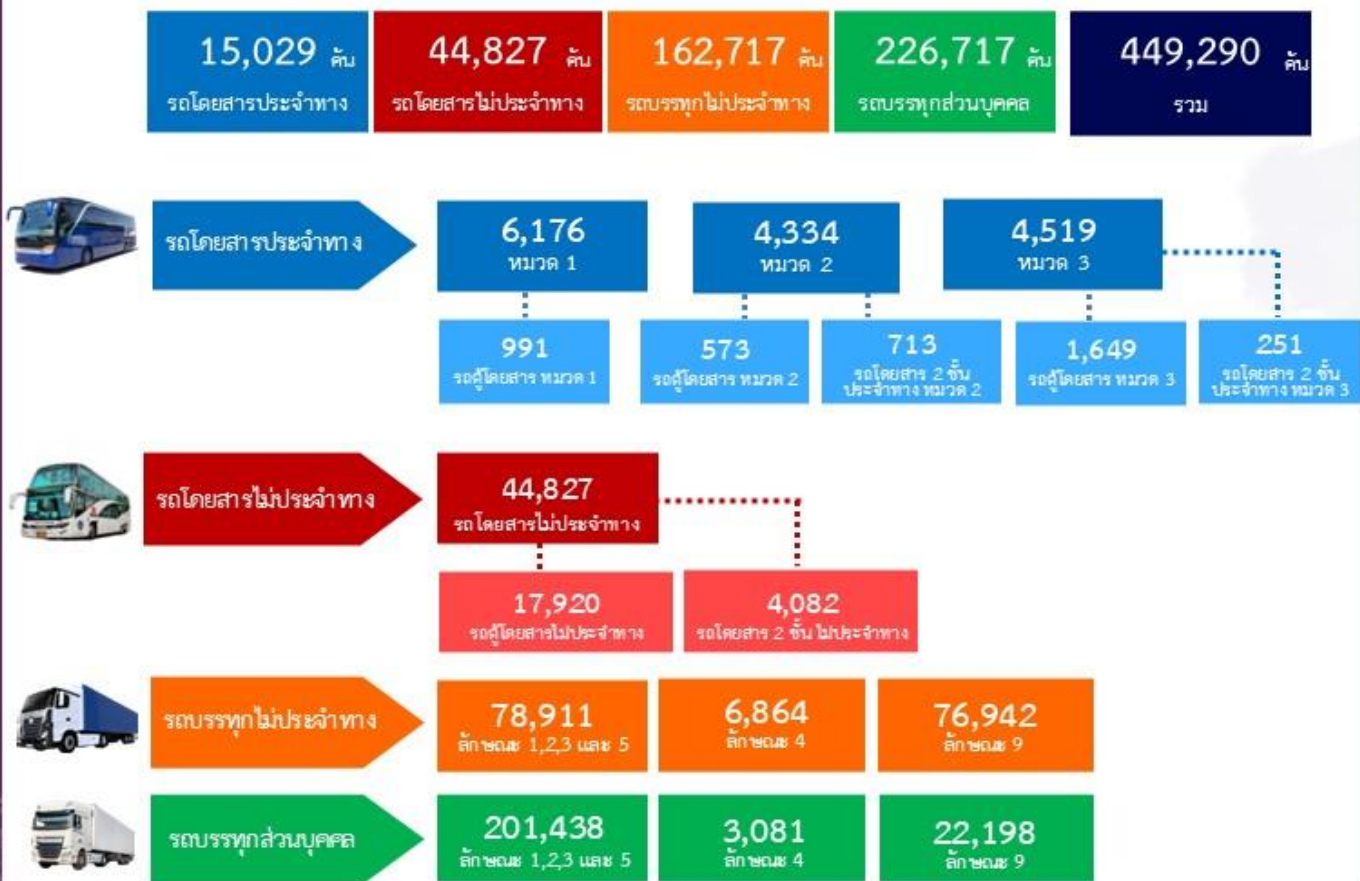 15,029 คัน
รถโดยสารประจำทาง
44,827 คัน
รถโดยสารไม่ประจำทาง
162,717 คัน
รถบรรทุกไม่ประจำทาง
226,717 คัน
รถบรรทุกส่วนบุคคล
449,290 คัน
รวม
รถโดยสารประจำทาง
6,176
หมวด 1
4,334
หมวด 2
4,519
หมวด 3
991
รถตู้โดยสาร หมวด 1
573
รถตู้โดยสาร หมวด 2
713
รถโดยสาร 2 ชั้น
ประจำทาง หมวด 2
1,649
รถตู้โดยสาร หมวด 3
251
รถโดยสาร 2 ชั้น
ประจำทาง หมวด 3
รถโดยสารไม่ประจำทาง
44,827
รถโดยสารไม่ประจำทาง
17,920
รถตู้โดยสารไม่ประจำทาง
4,082
รถโดยสาร 2 ชั้น ไม่ประจำทาง
รถบรรทุกไม่ประจำทาง
78,911
ลักษณะ 1,2,3 และ 5
6,864
ลักษณะ 4
76,942
ลักษณะ 9
รถบรรทุกส่วนบุคคล
201,438
ลักษณะ 1,2,3 และ 5
3,081
ลักษณะ 4
22,198
ลักษณะ 9